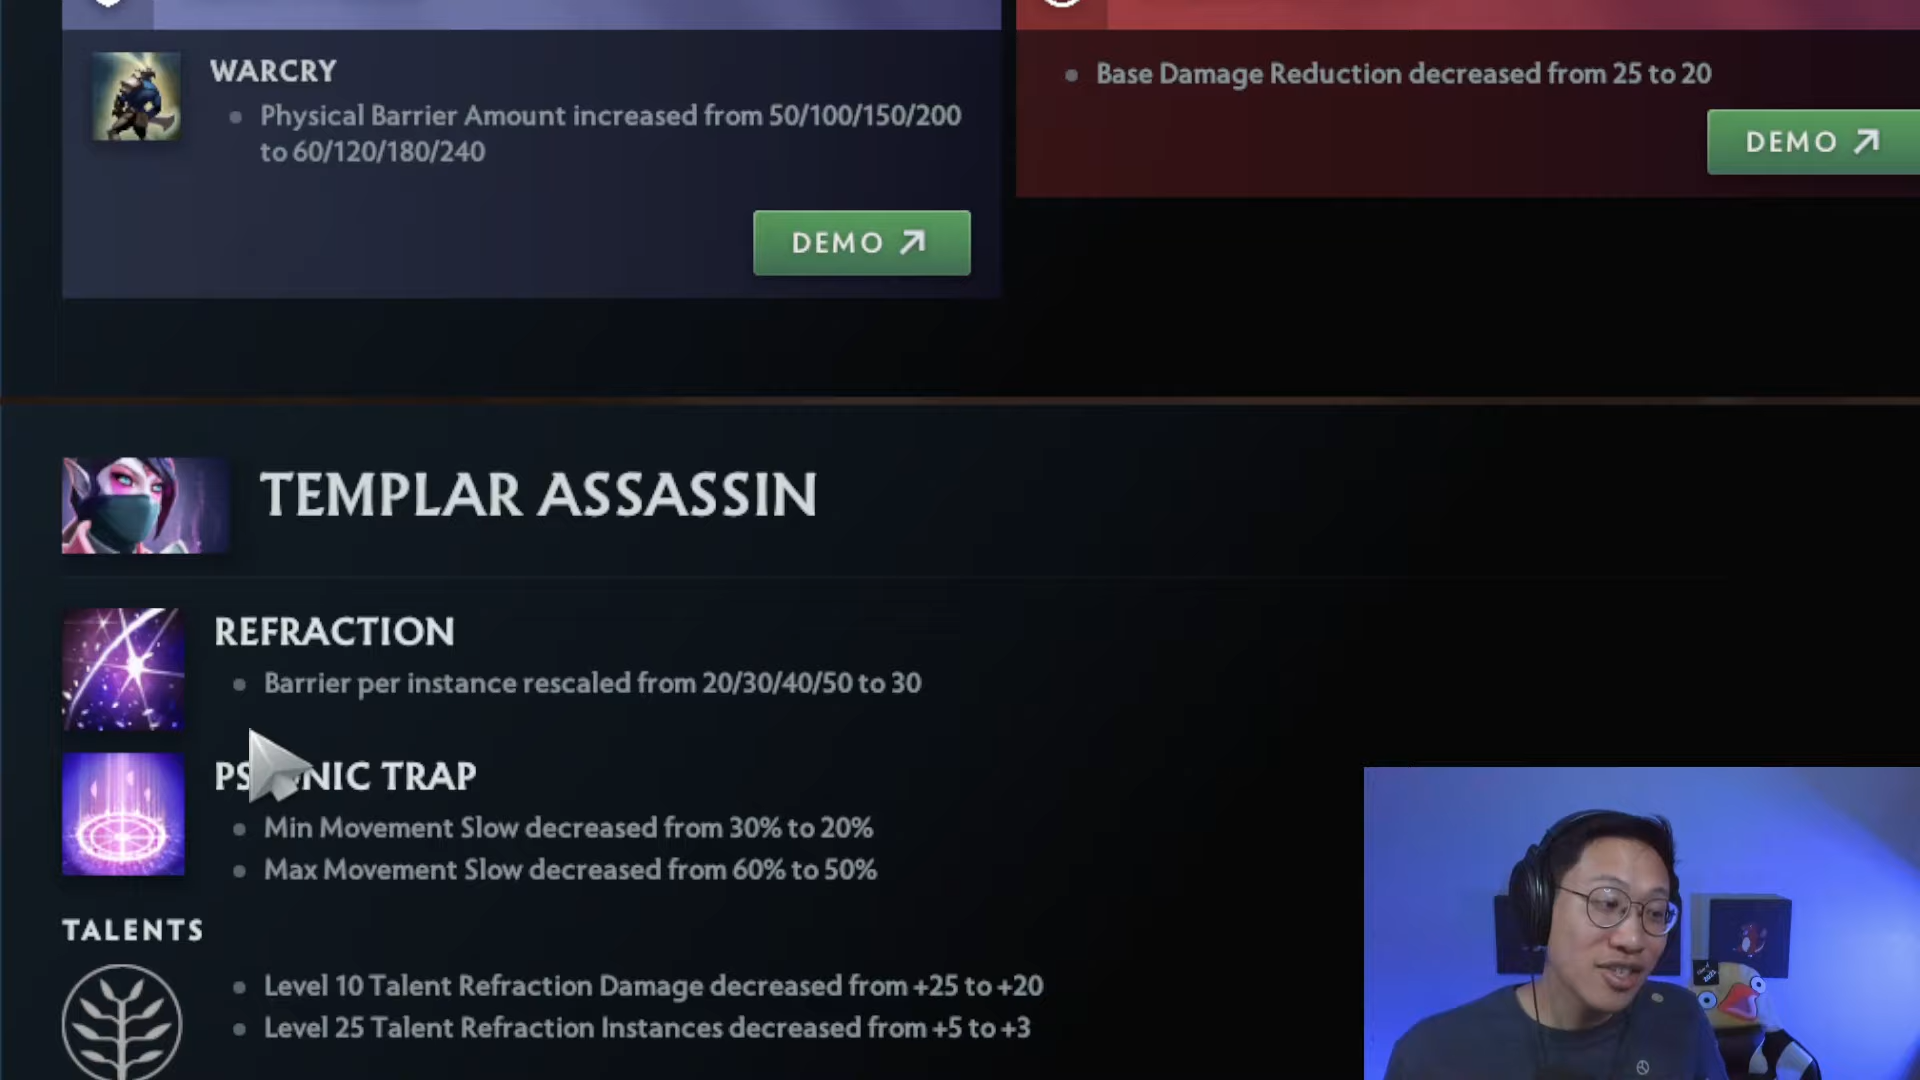 WARCRY
Physical Barrier Amount increased from 50/100/150/200
to 60/120/180/240
DEMO
Base Damage Reduction decreased from 25 to 20
DEMO
TEMPLAR ASSASSIN
REFRACTION
Barrier per instance rescaled from 20/30/40/50 to 30
TRAP
Min Movement Slow decreased from 30% to 20%
Max Movement Slow decreased from 60% to 50%
TALENTS
Level 10 Talent Refraction Damage decreased from +25 to +20
Level 25 Talent Refraction Instances decreased from +5 to +3